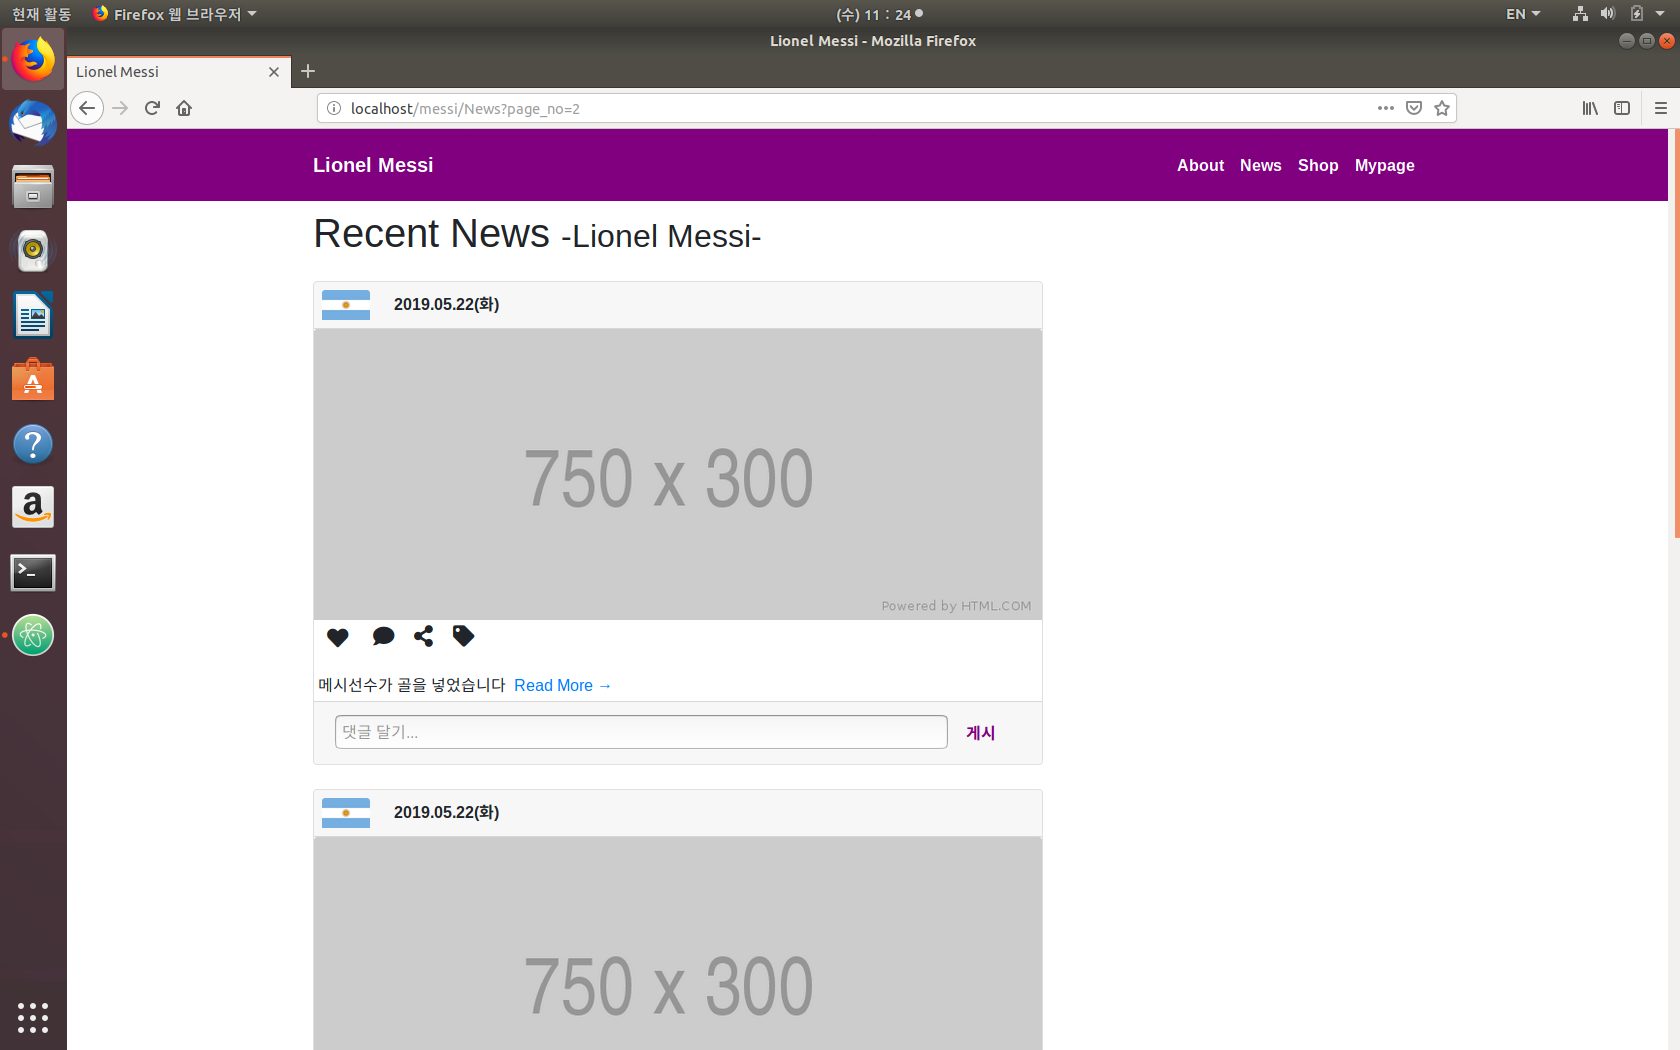 현재 활동 Firefox 웹 브라우저 (수) 11 : 24 EN
Lionel Messi - Mozilla Firefox
Lionel Messi
localhost/messi/News?page_no=2
Lionel Messi About News Shop Mypage
Recent News -Lionel Messi-
2019.05.22(화)
750 x 300
Powered by HTML.COM
메시선수가 골을 넣었습니다 Read More →
댓글 달기... 게시
2019.05.22(화)
750 x 300